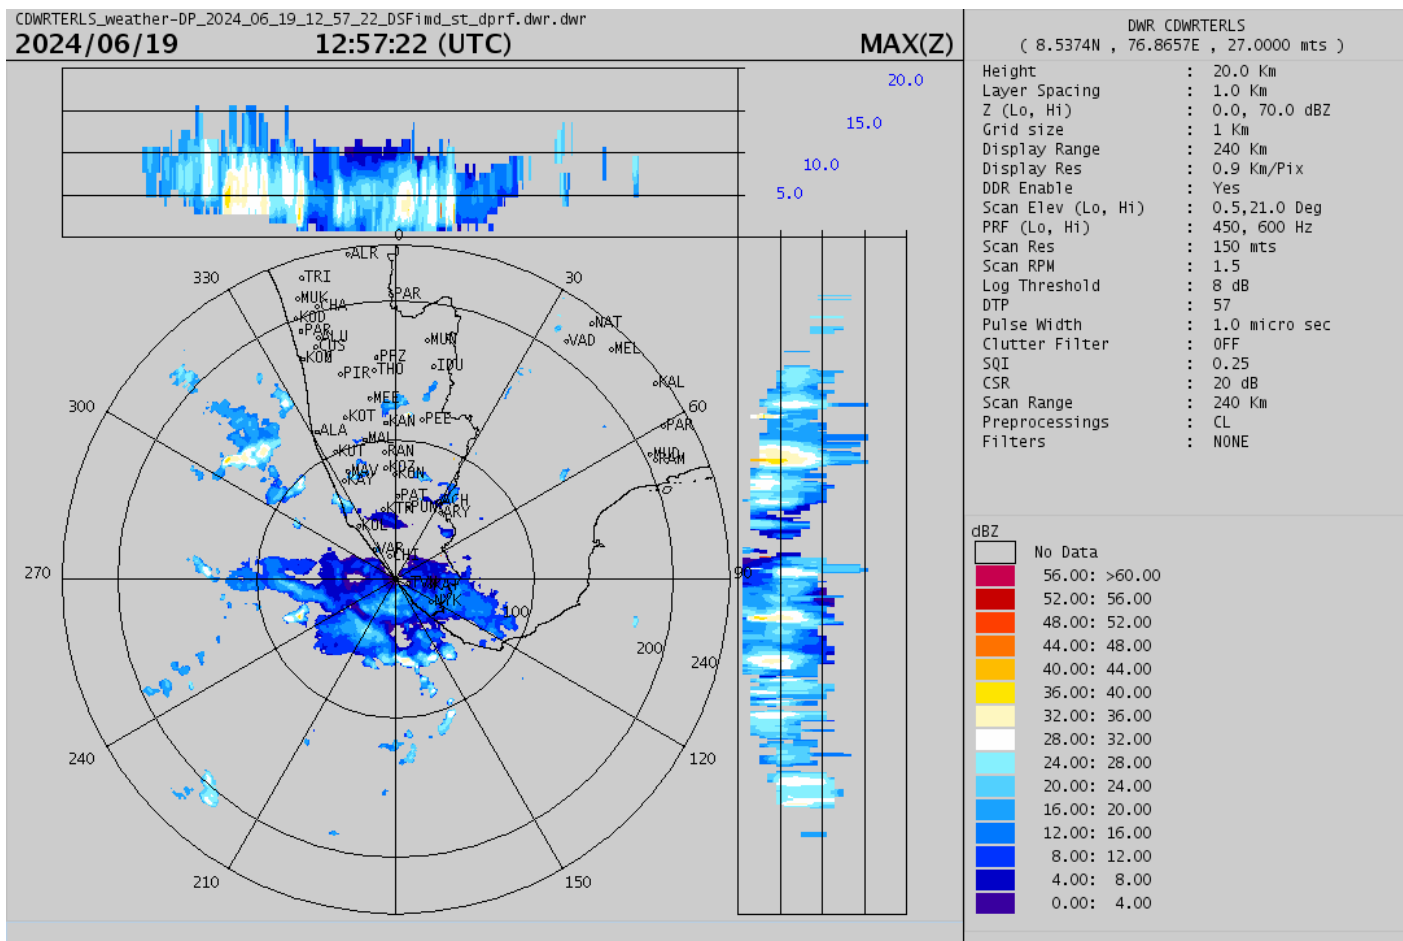 CDWRTERLS_weather-DP_2024_06_19_12_57_22_DSFimd_st_dprf.dwr.dwr
2024/06/19 12:57:22 (UTC) MAX(Z)
20.0
15.0
10.0
5.0
0
330
30
300
60
270
90
240
120
210
150
100
200
240
ALR
TRI
PAR
MUK
CHA
KOD
PAR
ALU
COS
KOM
MUN
NAT
VAD
MEL
PFZ
THO
IDU
PIR
KAL
MEE
KOT
KAN
PEE
PAR
ALA
MAL
KUT
RAN
MUD
RAM
MAV
KOZ
KON
KAY
PAT
ACH
KTR
PUN
ARY
KOL
VAR
CHI
NYK
DWR CDWRTERLS
( 8.5374N , 76.8657E , 27.0000 mts )
Height : 20.0 Km
Layer Spacing : 1.0 Km
Z (Lo, Hi) : 0.0, 70.0 dBZ
Grid size : 1 Km
Display Range : 240 Km
Display Res : 0.9 Km/Pix
DDR Enable : Yes
Scan Elev (Lo, Hi) : 0.5,21.0 Deg
PRF (Lo, Hi) : 450, 600 Hz
Scan Res : 150 mts
Scan RPM : 1.5
Log Threshold : 8 dB
DTP : 57
Pulse Width : 1.0 micro sec
Clutter Filter : OFF
SQI : 0.25
CSR : 20 dB
Scan Range : 240 Km
Preprocessings : CL
Filters : NONE
dBZ
No Data
56.00: >60.00
52.00: 56.00
48.00: 52.00
44.00: 48.00
40.00: 44.00
36.00: 40.00
32.00: 36.00
28.00: 32.00
24.00: 28.00
20.00: 24.00
16.00: 20.00
12.00: 16.00
8.00: 12.00
4.00: 8.00
0.00: 4.00